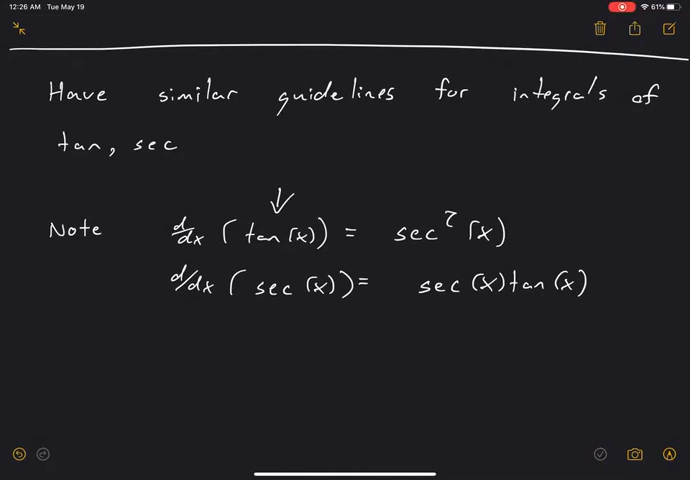 12:26 AM Tue May 19 61%
Have similar guidelines for integrals of
tan, sec
Note d/dx (tan(x)) = sec² (x)
d/dx (sec (x)) = sec (x) tan (x)